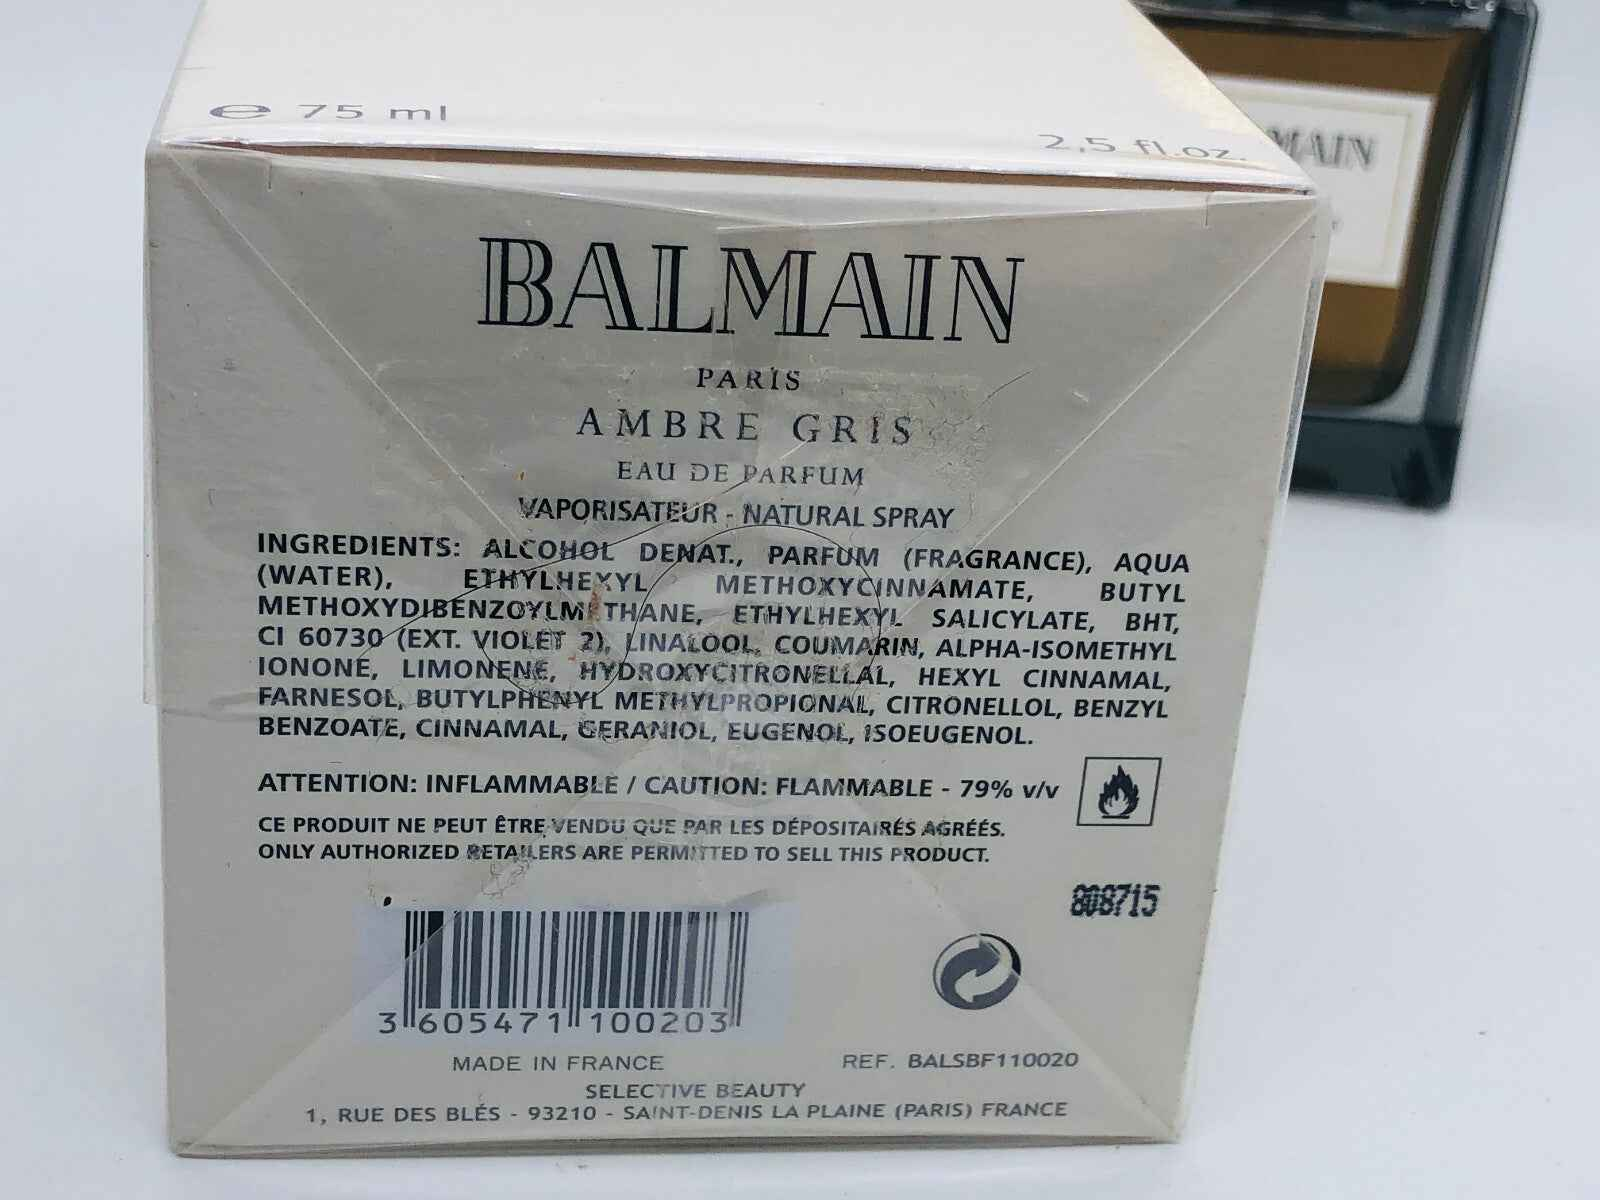 ℮ 75 ml
2,5 fl.oz.
MAIN
BALMAIN
PARIS
AMBRE GRIS
EAU DE PARFUM
VAPORISATEUR - NATURAL SPRAY
INGREDIENTS: ALCOHOL DENAT., PARFUM (FRAGRANCE), AQUA
(WATER), ETHYLHEXYL METHOXYCINNAMATE, BUTYL
METHOXYDIBENZOYLMETHANE, ETHYLHEXYL SALICYLATE, BHT,
CI 60730 (EXT. VIOLET 2), LINALOOL, COUMARIN, ALPHA-ISOMETHYL
IONONE, LIMONENE, HYDROXYCITRONELLAL, HEXYL CINNAMAL,
FARNESOL, BUTYLPHENYL METHYLPROPIONAL, CITRONELLOL, BENZYL
BENZOATE, CINNAMAL, GERANIOL, EUGENOL, ISOEUGENOL.
ATTENTION: INFLAMMABLE / CAUTION: FLAMMABLE - 79% v/v
CE PRODUIT NE PEUT ÊTRE VENDU QUE PAR LES DÉPOSITAIRÉS AGRÉÉS.
ONLY AUTHORIZED RETAILERS ARE PERMITTED TO SELL THIS PRODUCT.
808715
3 605471 100203
MADE IN FRANCE
REF. BALSBF110020
SELECTIVE BEAUTY
1, RUE DES BLÉS - 93210 - SAINT-DENIS LA PLAINE (PARIS) FRANCE